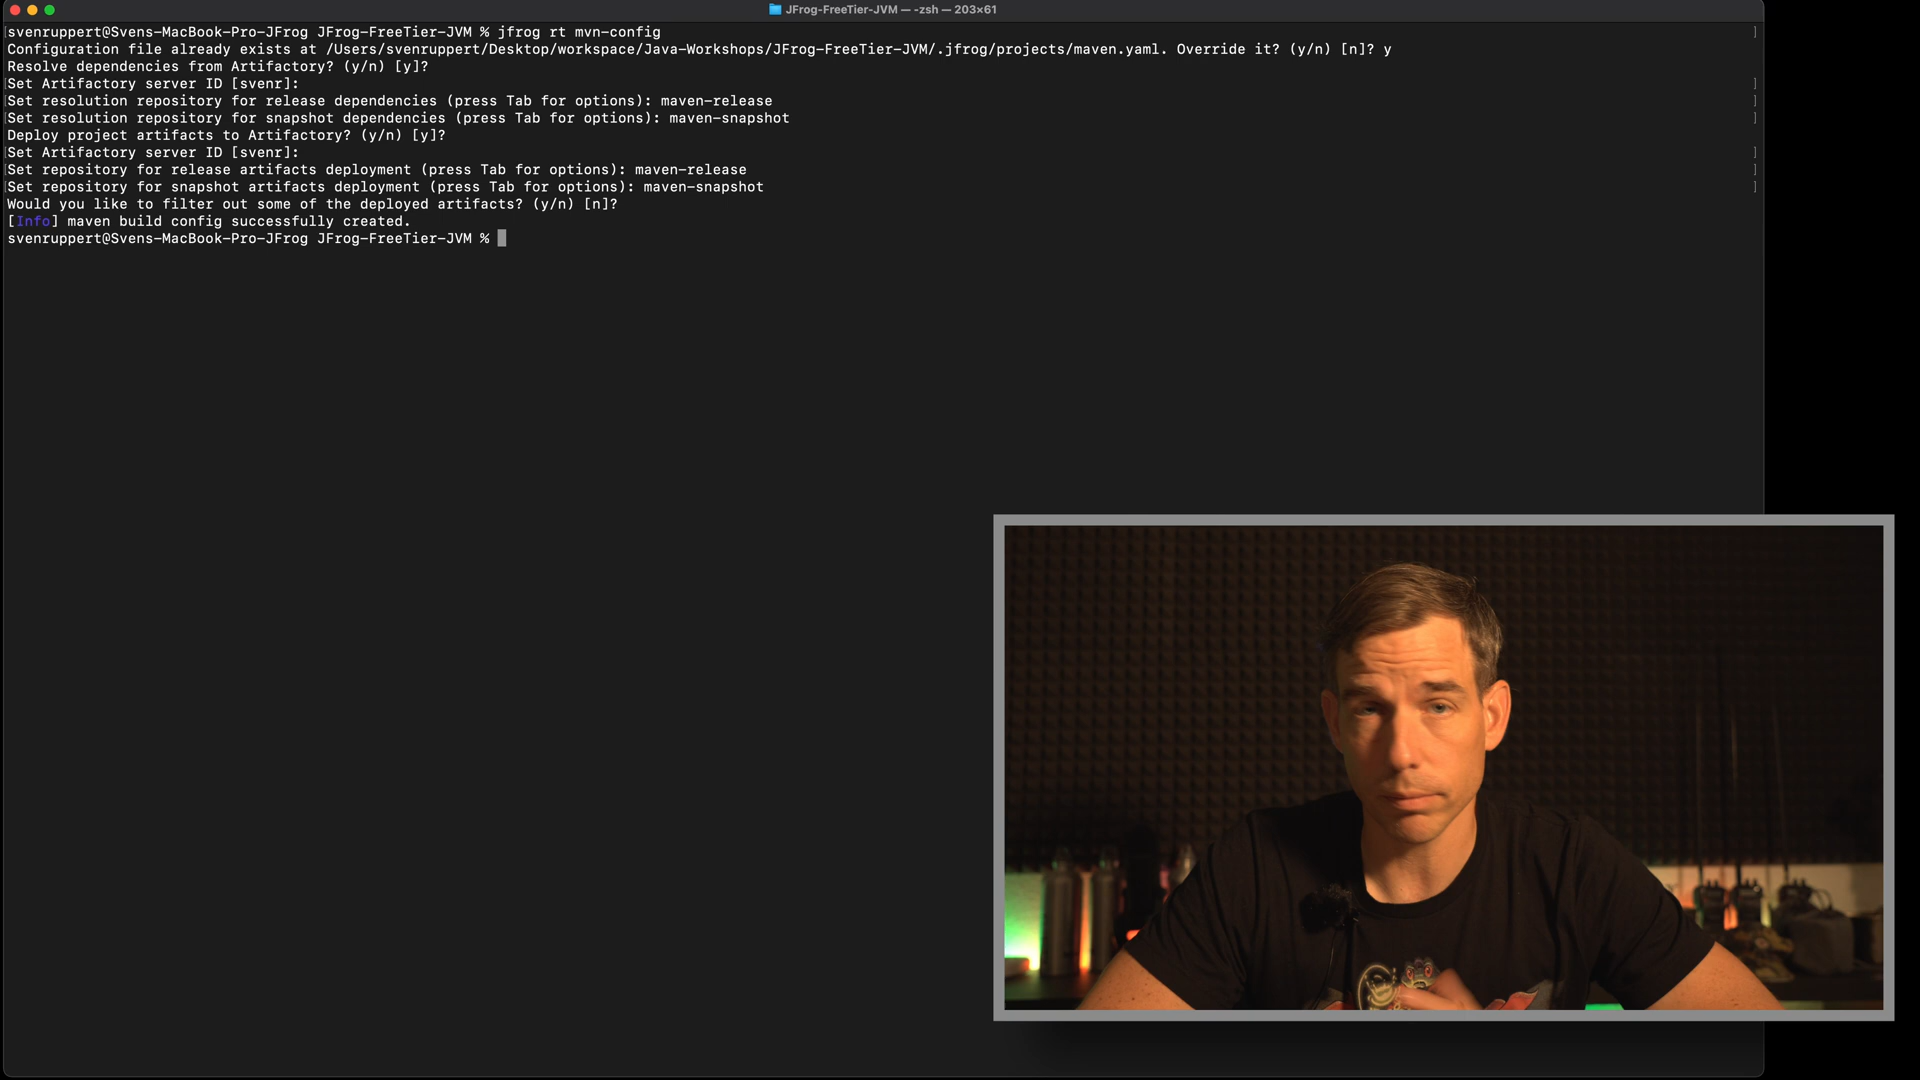 JFrog-FreeTier-JVM — -zsh — 203×61
svenruppert@Svens-MacBook-Pro-JFrog JFrog-FreeTier-JVM % jfrog rt mvn-config
Configuration file already exists at /Users/svenruppert/Desktop/workspace/Java-Workshops/JFrog-FreeTier-JVM/.jfrog/projects/maven.yaml. Override it? (y/n) [n]? y
Resolve dependencies from Artifactory? (y/n) [y]?
Set Artifactory server ID [svenr]:
Set resolution repository for release dependencies (press Tab for options): maven-release
Set resolution repository for snapshot dependencies (press Tab for options): maven-snapshot
Deploy project artifacts to Artifactory? (y/n) [y]?
Set Artifactory server ID [svenr]:
Set repository for release artifacts deployment (press Tab for options): maven-release
Set repository for snapshot artifacts deployment (press Tab for options): maven-snapshot
Would you like to filter out some of the deployed artifacts? (y/n) [n]?
[Info] maven build config successfully created.
svenruppert@Svens-MacBook-Pro-JFrog JFrog-FreeTier-JVM %